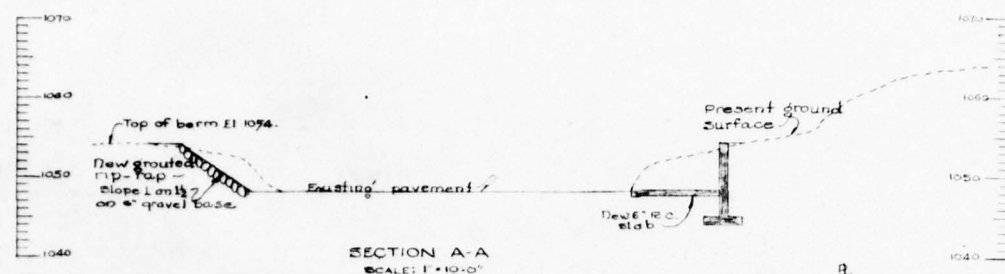 1070
1070
1060
1060
Top of berm El 1054.
Present ground
surface
New grouted
rip-rap -
slope 1 on 1½
on 6" gravel base
1050
1050
Existing pavement
New 6" R.C.
slab
1040
1040
SECTION A-A
SCALE: 1"=10'-0"